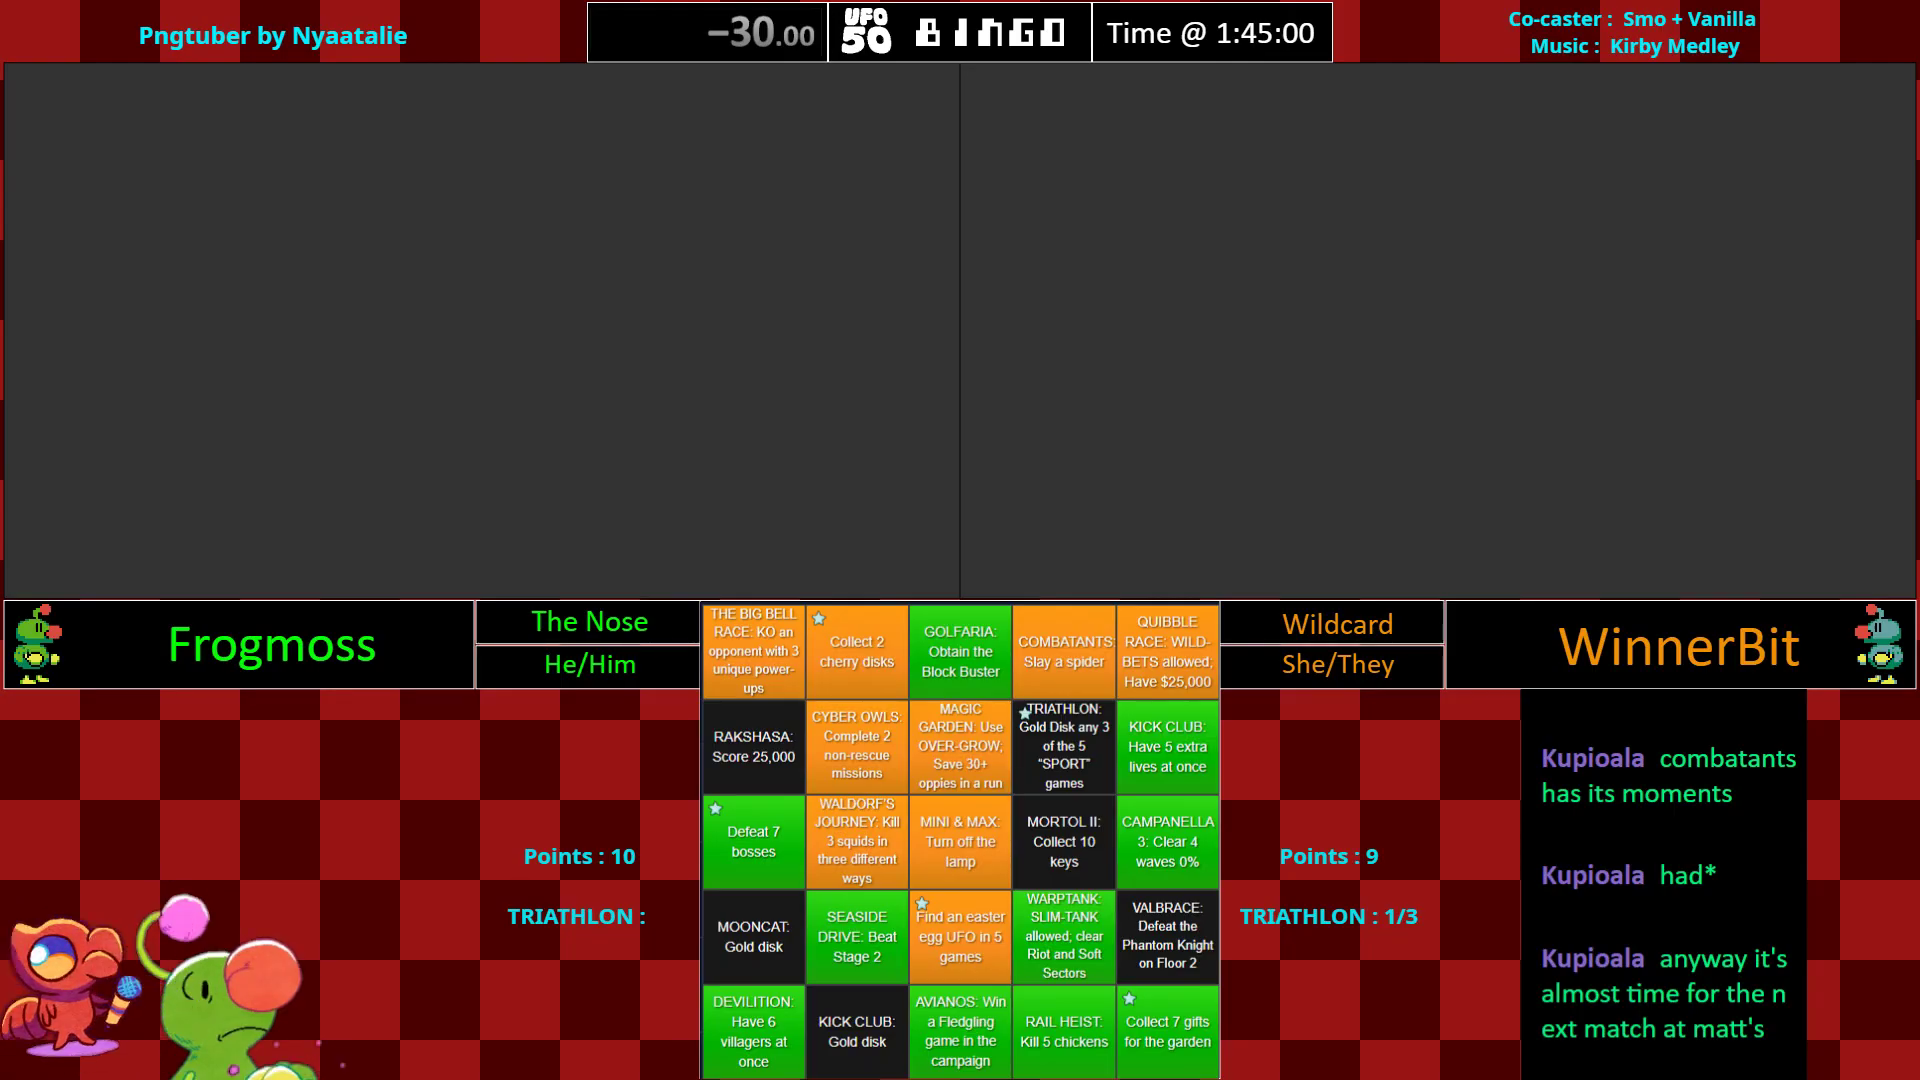 Pngtuber by Nyaatalie
−30.00
UFO 50
BINGO
Time @ 1:45:00
Co-caster : Smo + Vanilla
Music : Kirby Medley
Frogmoss
The Nose
He/Him
Wildcard
She/They
WinnerBit
THE BIG BELL
RACE: KO an
opponent with 3
unique power-
ups
Collect 2
cherry disks
GOLFARIA:
Obtain the
Block Buster
COMBATANTS:
Slay a spider
QUIBBLE
RACE: WILD-
BETS allowed;
Have $25,000
RAKSHASA:
Score 25,000
CYBER OWLS:
Complete 2
non-rescue
missions
MAGIC
GARDEN: Use
OVER-GROW;
Save 30+
oppies in a run
TRIATHLON:
Gold Disk any 3
of the 5
"SPORT"
games
KICK CLUB:
Have 5 extra
lives at once
Defeat 7
bosses
WALDORF'S
JOURNEY: Kill
3 squids in
three different
ways
MINI & MAX:
Turn off the
lamp
MORTOL II:
Collect 10
keys
CAMPANELLA
3: Clear 4
waves 0%
MOONCAT:
Gold disk
SEASIDE
DRIVE: Beat
Stage 2
Find an easter
egg UFO in 5
games
WARPTANK:
SLIM-TANK
allowed; clear
Riot and Soft
Sectors
VALBRACE:
Defeat the
Phantom Knight
on Floor 2
DEVILITION:
Have 6
villagers at
once
KICK CLUB:
Gold disk
AVIANOS: Win
a Fledgling
game in the
campaign
RAIL HEIST:
Kill 5 chickens
Collect 7 gifts
for the garden
Points : 10
TRIATHLON :
Points : 9
TRIATHLON : 1/3
Kupioala combatants
has its moments
Kupioala had*
Kupioala anyway it's
almost time for the n
ext match at matt's